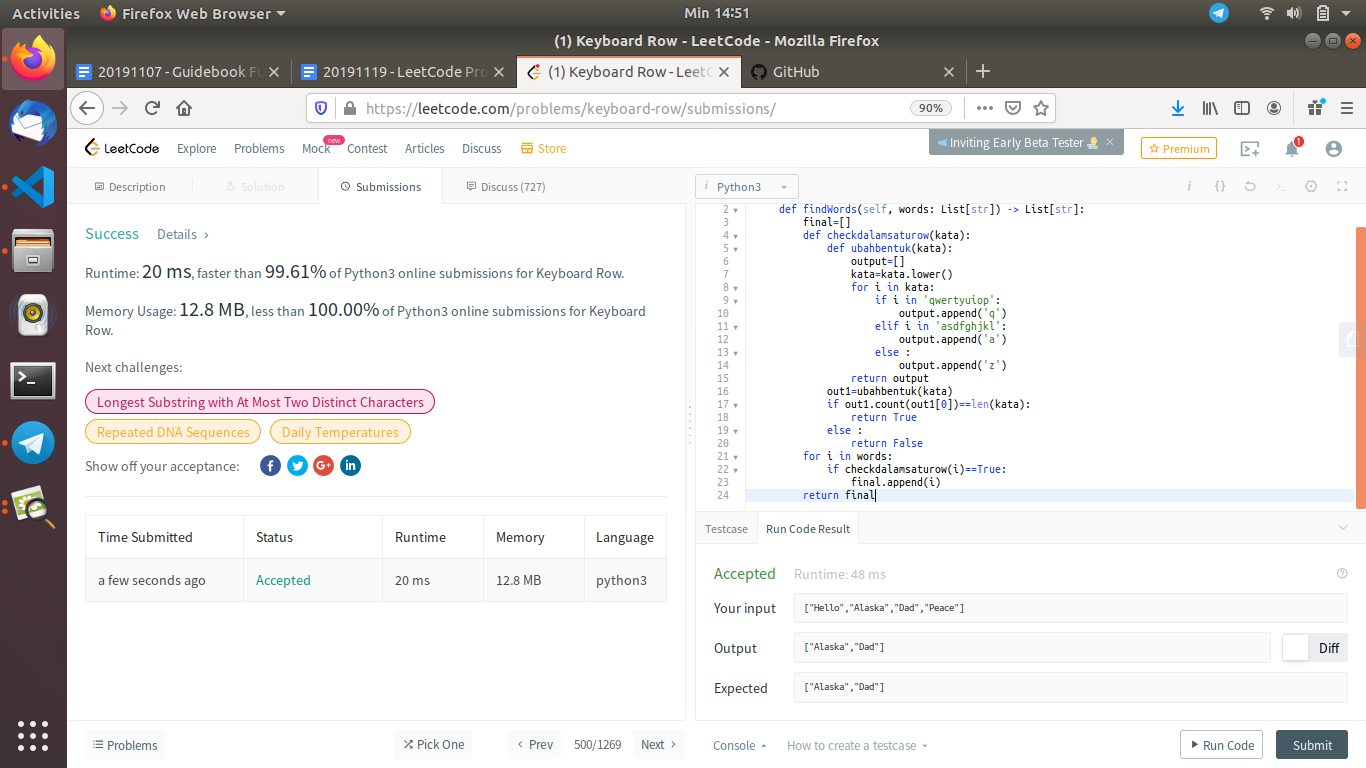 Activities Firefox Web Browser Min 14:51
(1) Keyboard Row - LeetCode - Mozilla Firefox
20191107 - Guidebook 20191119 - LeetCode (1) Keyboard Row - GitHub
https://leetcode.com/problems/keyboard-row/submissions/ 90%
LeetCode Explore Problems Mock new Contest Articles Discuss Store Inviting Early Beta Tester Premium 1
Description Solution Submissions Discuss (727)
Success Details
Runtime: 20 ms, faster than 99.61% of Python3 online submissions for Keyboard Row.
Memory Usage: 12.8 MB, less than 100.00% of Python3 online submissions for Keyboard
Row.
Next challenges:
Longest Substring with At Most Two Distinct Characters
Repeated DNA Sequences Daily Temperatures
Show off your acceptance:
Time Submitted Status Runtime Memory Language
a few seconds ago Accepted 20 ms 12.8 MB python3
Problems Pick One Prev 500/1269 Next
Python3
2 def findWords(self, words: List[str]) -> List[str]:
3 final=[]
4 def checkdalamsaturow(kata):
5 def ubahbentuk(kata):
6 output=[]
7 kata=kata.lower()
8 for i in kata:
9 if i in 'qwertyuiop':
10 output.append('q')
11 elif i in 'asdfghjkl':
12 output.append('a')
13 else :
14 output.append('z')
15 return output
16 out1=ubahbentuk(kata)
17 if out1.count(out1[0])==len(kata):
18 return True
19 else :
20 return False
21 for i in words:
22 if checkdalamsaturow(i)==True:
23 final.append(i)
24 return final
Testcase Run Code Result
Accepted Runtime: 48 ms
Your input ["Hello","Alaska","Dad","Peace"]
Output ["Alaska","Dad"] Diff
Expected ["Alaska","Dad"]
Console How to create a testcase Run Code Submit